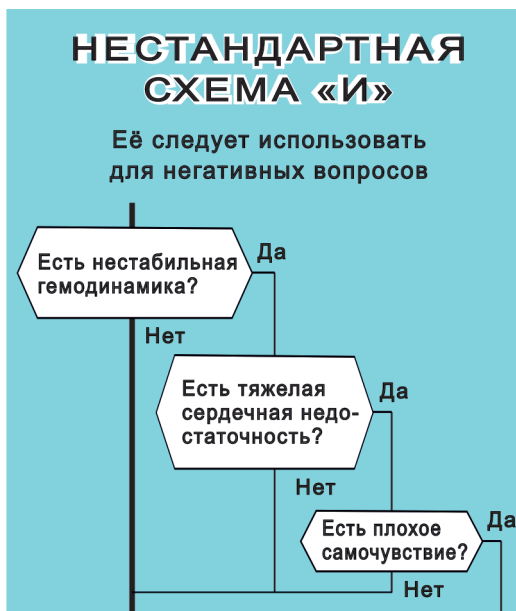 НЕСТАНДАРТНАЯ
СХЕМА «И»
Её следует использовать
для негативных вопросов
Есть нестабильная
гемодинамика?
Да
Нет
Есть тяжелая
сердечная недо-
статочность?
Да
Нет
Есть плохое
самочувствие?
Да
Нет